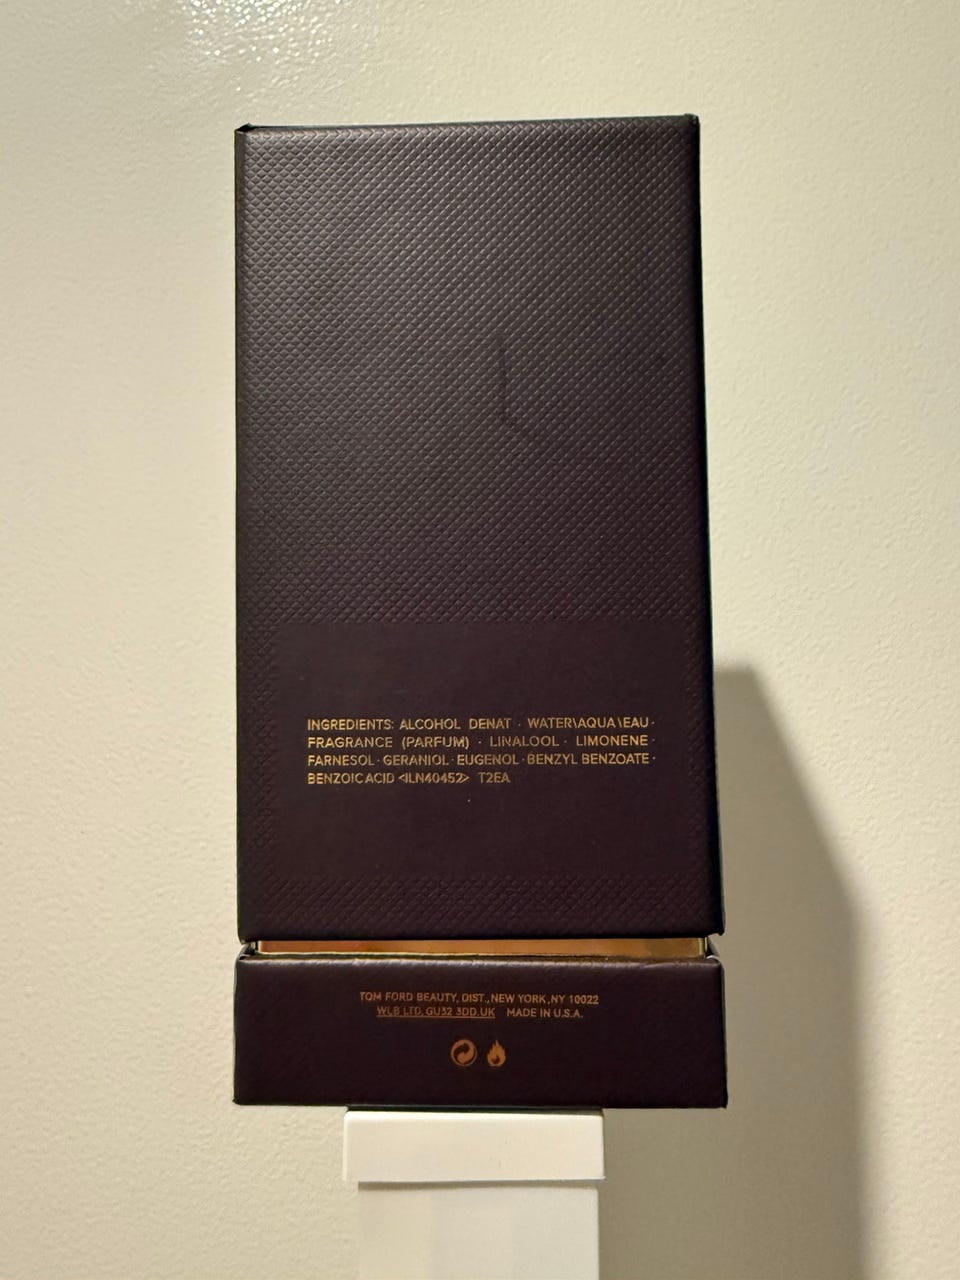 INGREDIENTS: ALCOHOL DENAT · WATER\AQUA\EAU ·
FRAGRANCE (PARFUM) · LINALOOL · LIMONENE ·
FARNESOL · GERANIOL · EUGENOL · BENZYL BENZOATE ·
BENZOIC ACID <ILN40452> T2EA
TOM FORD BEAUTY, DIST., NEW YORK, NY 10022
WLB LTD, GU32 3DD.UK MADE IN U.S.A.